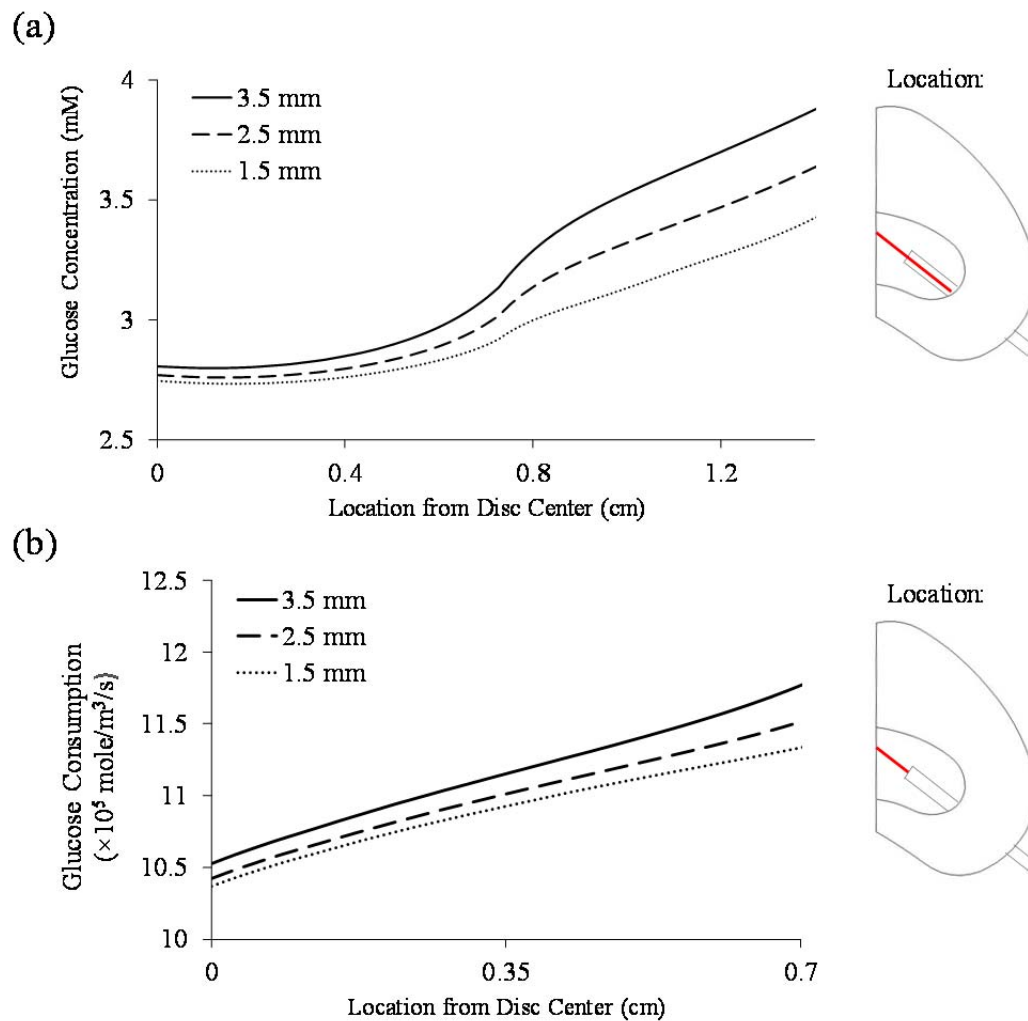 (a)
Glucose Concentration (mM)
4
3.5
3
2.5
3.5 mm
2.5 mm
1.5 mm
0
0.4
0.8
1.2
Location from Disc Center (cm)
Location:
(b)
Glucose Consumption
(×10⁵ mole/m³/s)
12.5
12
11.5
11
10.5
10
3.5 mm
2.5 mm
1.5 mm
0
0.35
0.7
Location from Disc Center (cm)
Location: